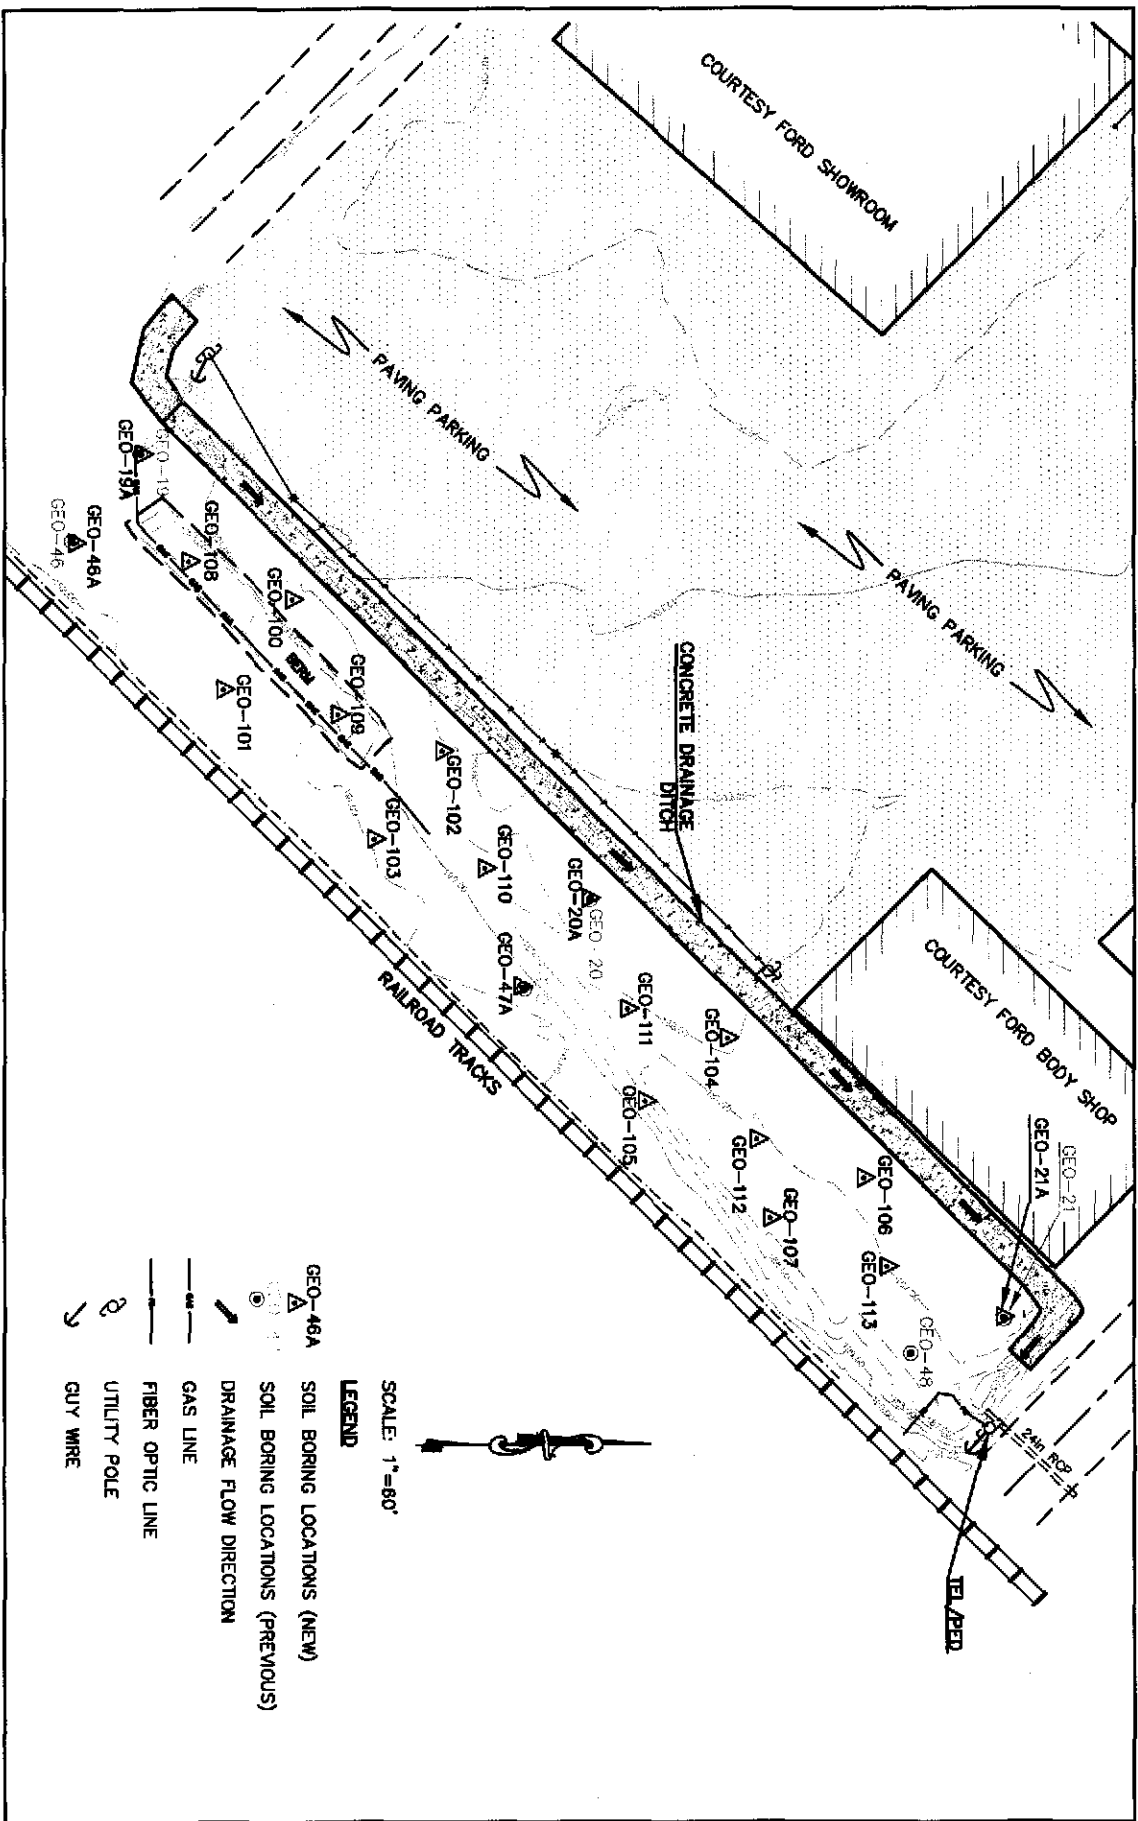 COURTESY FORD SHOWROOM
PAVING PARKING
PAVING PARKING
CONCRETE DRAINAGE
DITCH
COURTESY FORD BODY SHOP
GEO-21
GEO-21A
GEO-19
GEO-19A
GEO-46A
GEO-46
GEO-108
GEO-100
BERM
GEO-109
GEO-101
GEO-102
GEO-103
GEO-110
GEO-20
GEO-20A
GEO-47A
GEO-111
GEO-104
GEO-105
GEO-112
GEO-106
GEO-107
GEO-113
GEO-48
24in RCP
TEL/PED
RAILROAD TRACKS
SCALE: 1"=60'
LEGEND
GEO-46A
SOIL BORING LOCATIONS (NEW)
SOIL BORING LOCATIONS (PREVIOUS)
DRAINAGE FLOW DIRECTION
GAS LINE
FIBER OPTIC LINE
UTILITY POLE
GUY WIRE